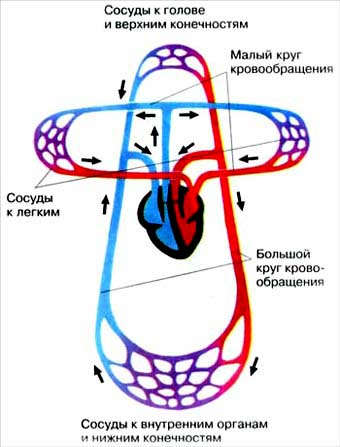 Сосуды к голове
и верхним конечностям
Малый круг
кровообращения
Сосуды
к легким
Большой
круг крово-
обращения
Сосуды к внутренним органам
и нижним конечностям